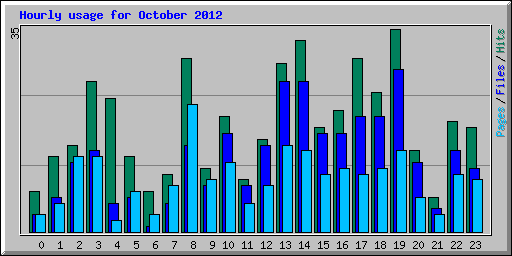 Hourly usage for October 2012
35
Pages / Files / Hits
0 1 2 3 4 5 6 7 8 9 10 11 12 13 14 15 16 17 18 19 20 21 22 23